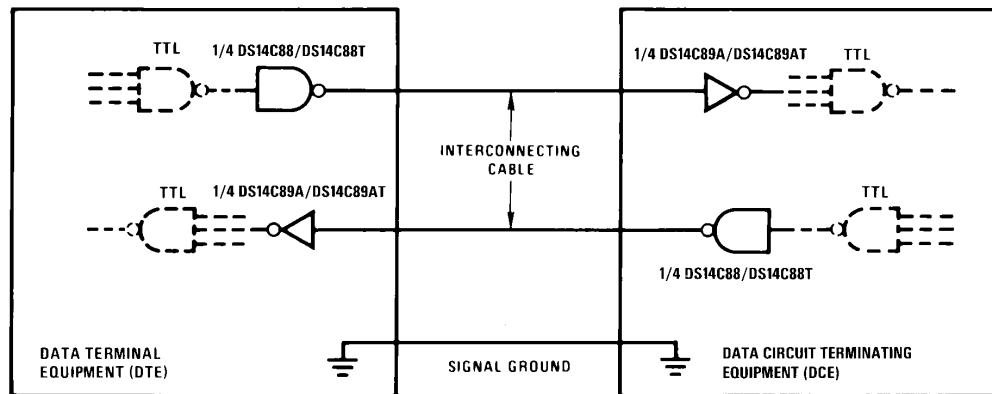 TTL
1/4 DS14C88/DS14C88T
1/4 DS14C89A/DS14C89AT
TTL
INTERCONNECTING
CABLE
TTL
1/4 DS14C89A/DS14C89AT
TTL
1/4 DS14C88/DS14C88T
DATA TERMINAL
EQUIPMENT (DTE)
SIGNAL GROUND
DATA CIRCUIT TERMINATING
EQUIPMENT (DCE)